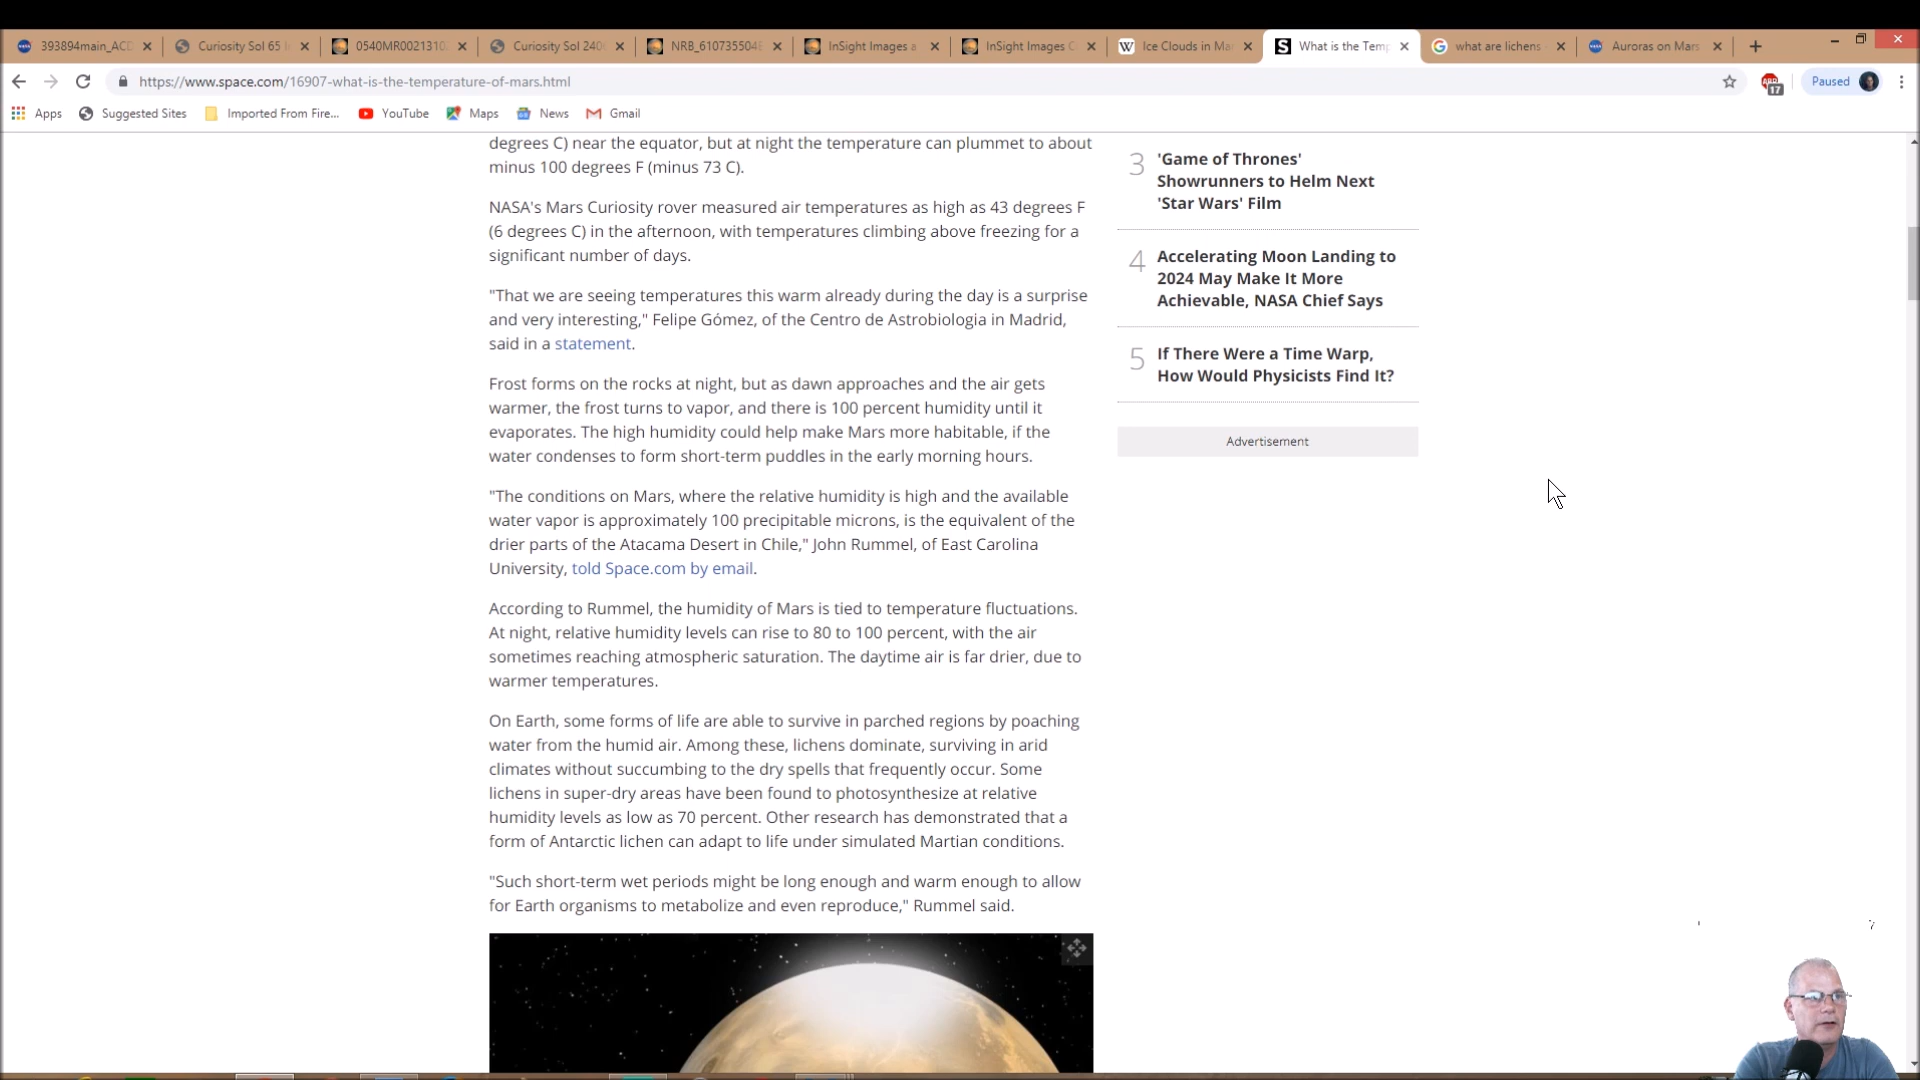 393894main_ACD
Curiosity Sol 65 I
0540MR0021310
Curiosity Sol 240
NRB_610735504
InSight Images a
InSight Images C
Ice Clouds in Mar
What is the Temp
what are lichens -
Auroras on Mars
https://www.space.com/16907-what-is-the-temperature-of-mars.html
17
Paused
Apps
Suggested Sites
Imported From Fire...
YouTube
Maps
News
Gmail
degrees C) near the equator, but at night the temperature can plummet to about
minus 100 degrees F (minus 73 C).
NASA's Mars Curiosity rover measured air temperatures as high as 43 degrees F
(6 degrees C) in the afternoon, with temperatures climbing above freezing for a
significant number of days.
"That we are seeing temperatures this warm already during the day is a surprise
and very interesting," Felipe Gómez, of the Centro de Astrobiologia in Madrid,
said in a statement.
Frost forms on the rocks at night, but as dawn approaches and the air gets
warmer, the frost turns to vapor, and there is 100 percent humidity until it
evaporates. The high humidity could help make Mars more habitable, if the
water condenses to form short-term puddles in the early morning hours.
"The conditions on Mars, where the relative humidity is high and the available
water vapor is approximately 100 precipitable microns, is the equivalent of the
drier parts of the Atacama Desert in Chile," John Rummel, of East Carolina
University, told Space.com by email.
According to Rummel, the humidity of Mars is tied to temperature fluctuations.
At night, relative humidity levels can rise to 80 to 100 percent, with the air
sometimes reaching atmospheric saturation. The daytime air is far drier, due to
warmer temperatures.
On Earth, some forms of life are able to survive in parched regions by poaching
water from the humid air. Among these, lichens dominate, surviving in arid
climates without succumbing to the dry spells that frequently occur. Some
lichens in super-dry areas have been found to photosynthesize at relative
humidity levels as low as 70 percent. Other research has demonstrated that a
form of Antarctic lichen can adapt to life under simulated Martian conditions.
"Such short-term wet periods might be long enough and warm enough to allow
for Earth organisms to metabolize and even reproduce," Rummel said.
3
'Game of Thrones'
Showrunners to Helm Next
'Star Wars' Film
4
Accelerating Moon Landing to
2024 May Make It More
Achievable, NASA Chief Says
5
If There Were a Time Warp,
How Would Physicists Find It?
Advertisement